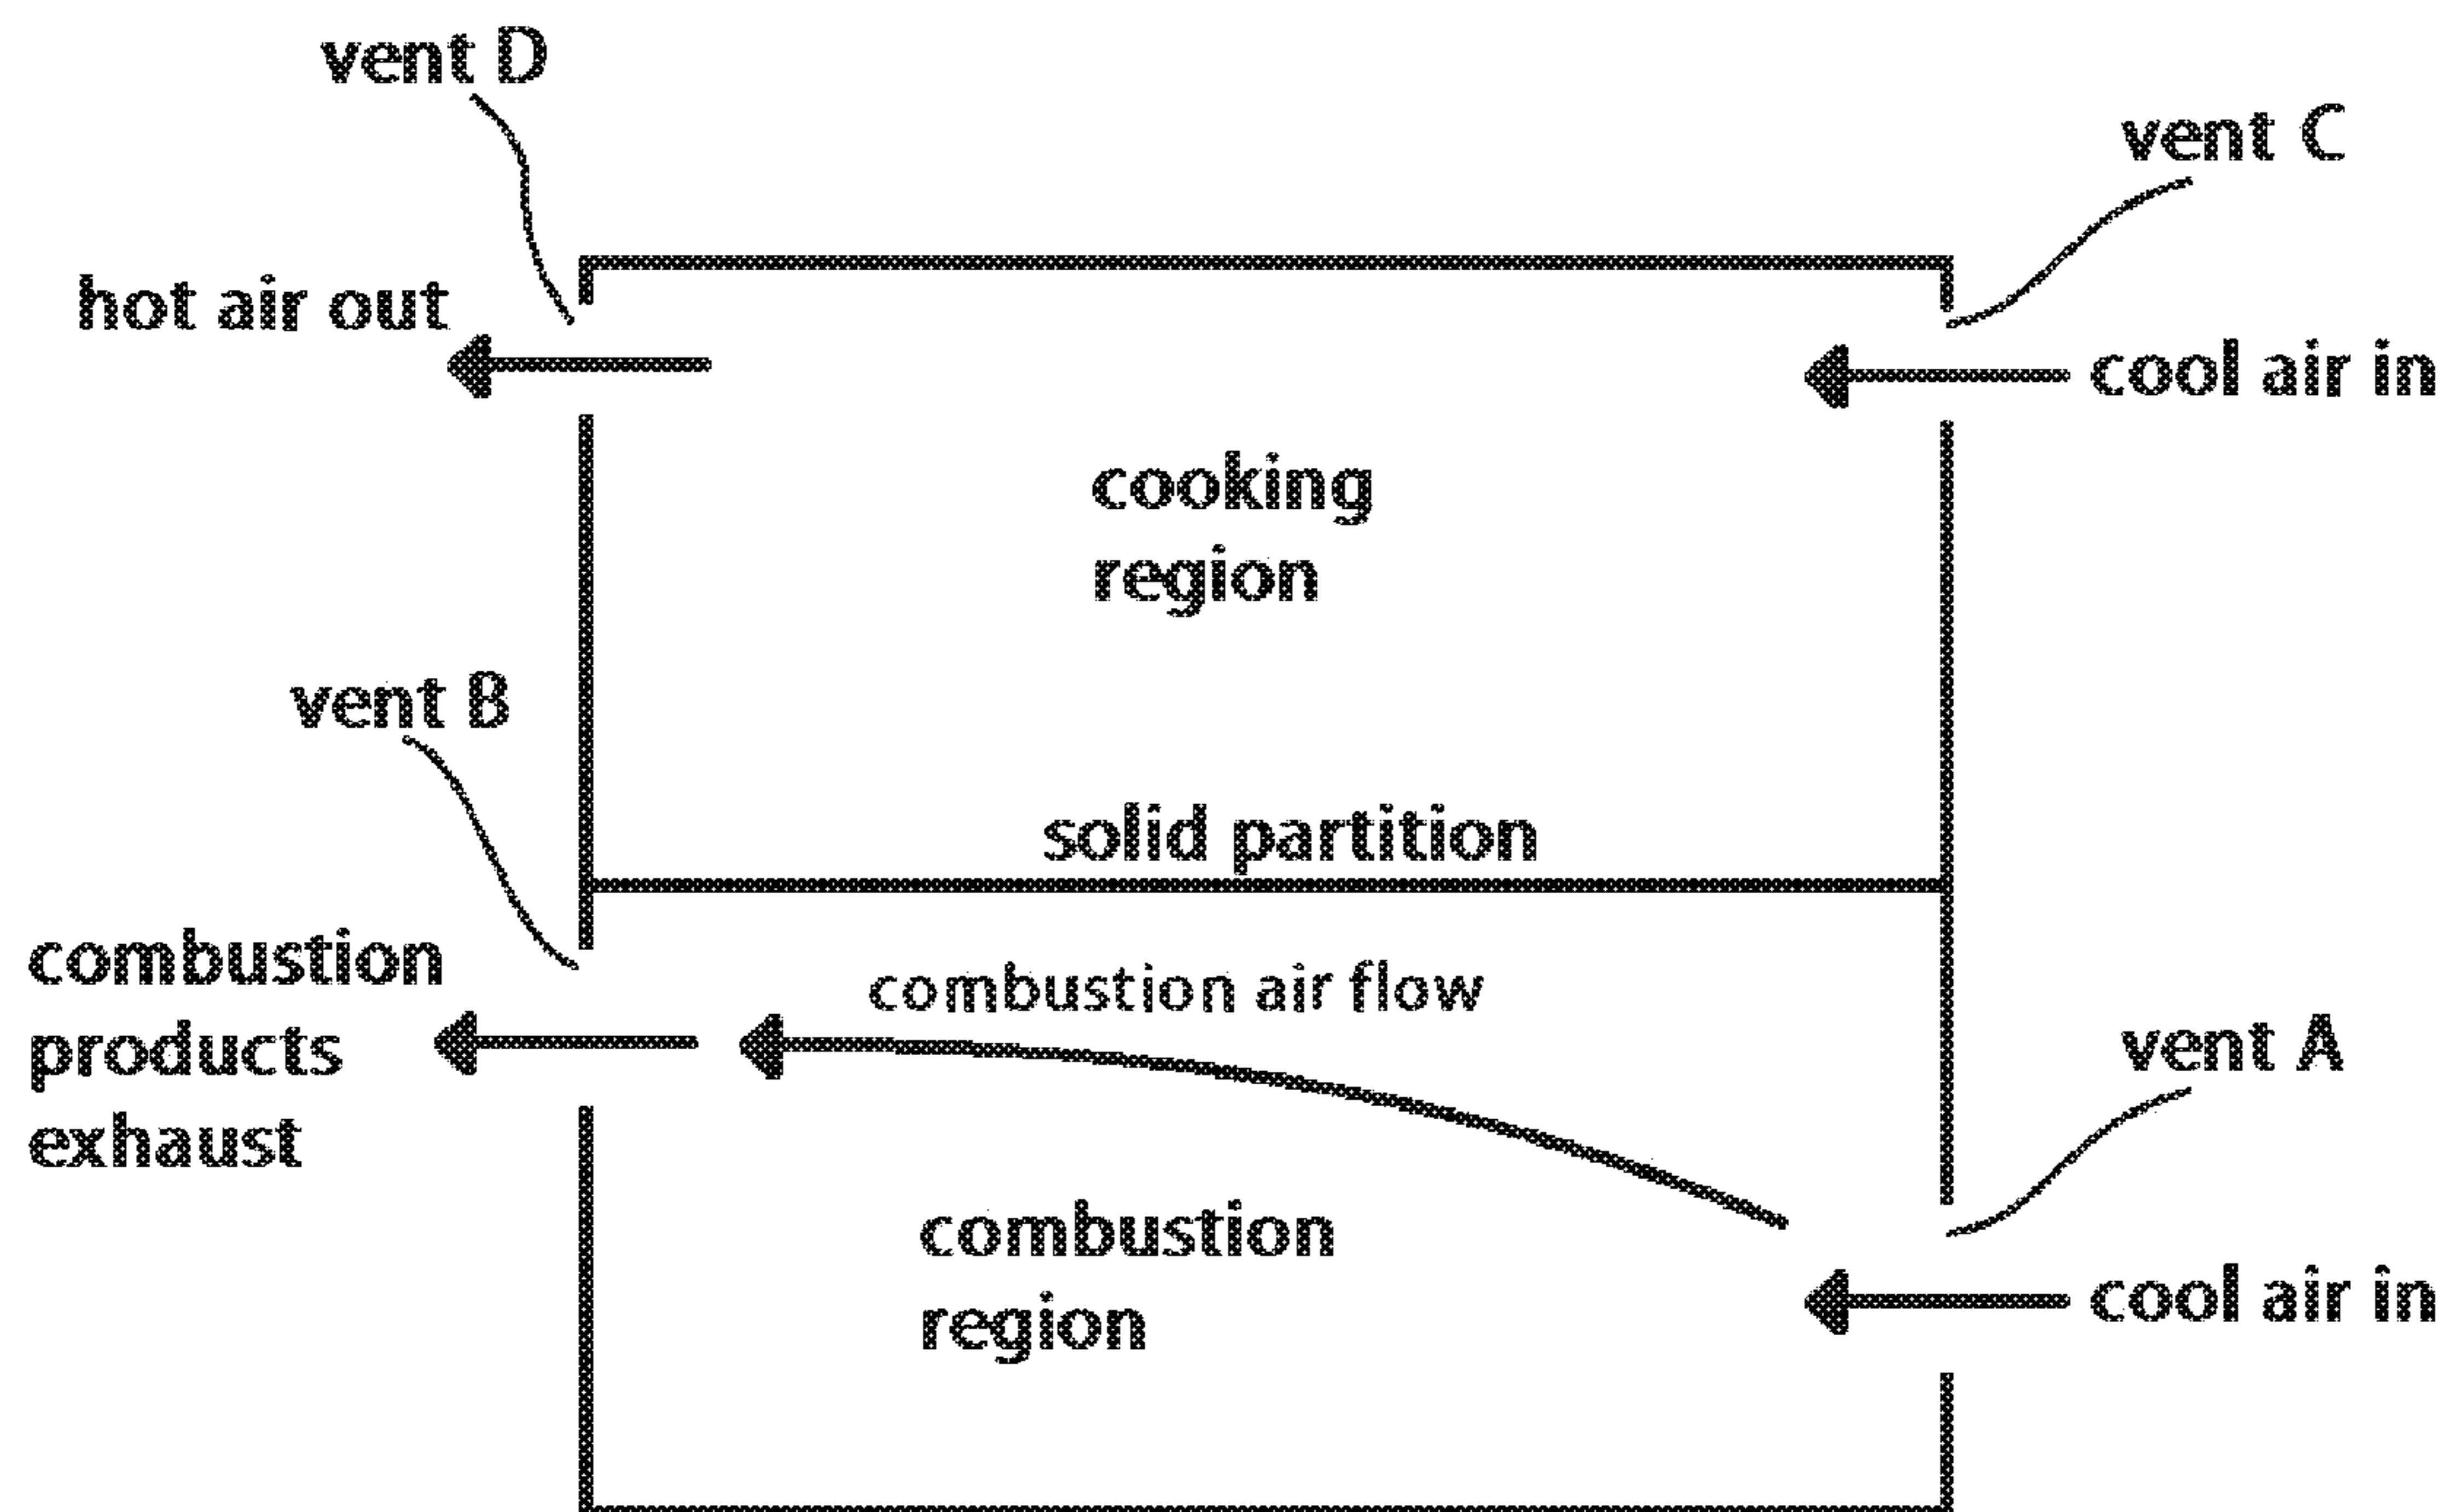 vent D
vent C
hot air out
cool air in
cooking
region
vent B
solid partition
combustion
products
exhaust
combustion air flow
vent A
combustion
region
cool air in